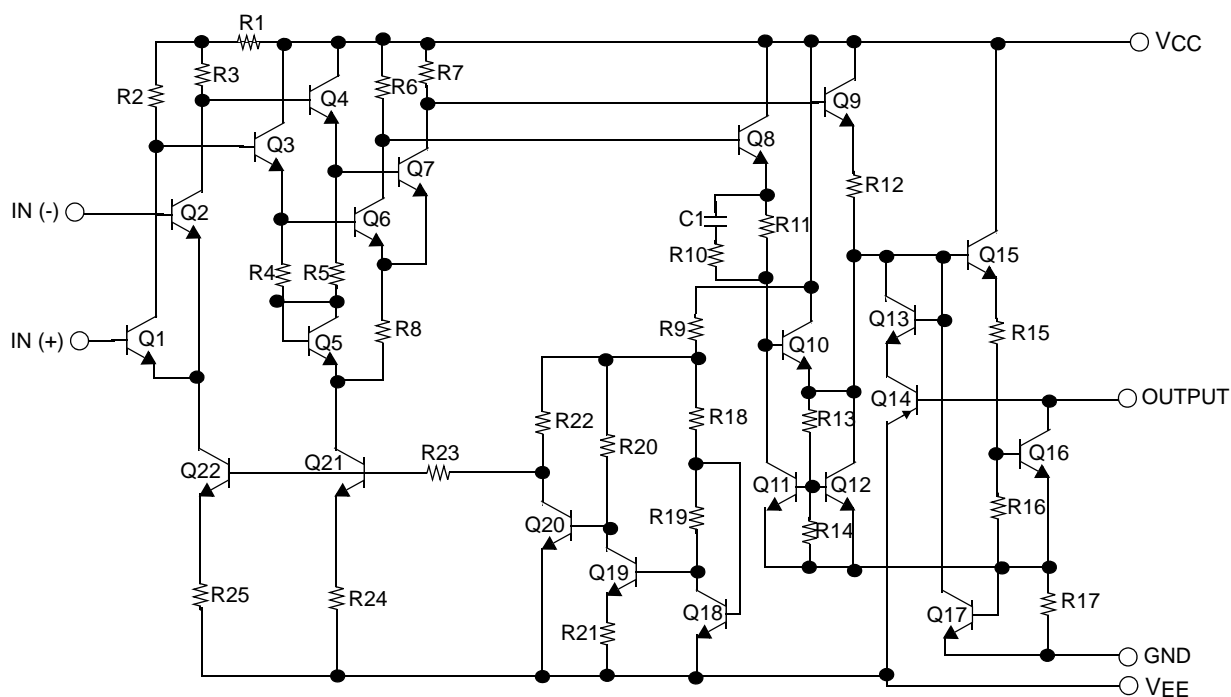 R1
VCC
R2
R3
R6
R7
Q4
Q9
Q3
Q8
Q7
R12
IN (-)
Q2
Q6
C1
R11
R10
Q15
R4
R5
R9
Q13
IN (+)
Q1
Q5
R8
Q10
R15
Q14
OUTPUT
R22
R20
R18
R13
R23
Q16
Q22
Q21
Q11
Q12
R19
R16
Q20
R14
Q19
R25
R24
Q18
Q17
R17
R21
GND
VEE